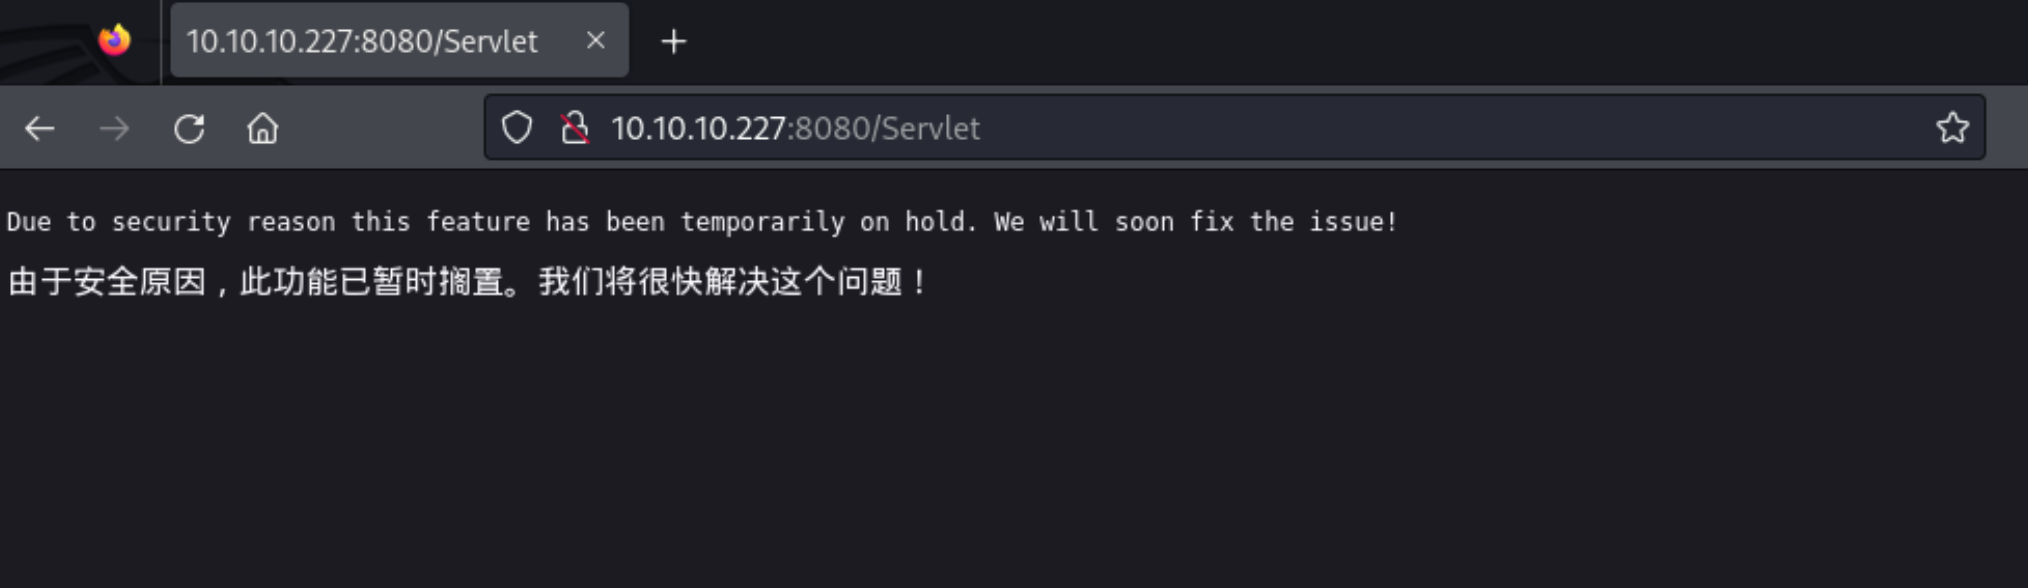 10.10.10.227:8080/Servlet
10.10.10.227:8080/Servlet
Due to security reason this feature has been temporarily on hold. We will soon fix the issue!
由于安全原因，此功能已暂时搁置。我们将很快解决这个问题！